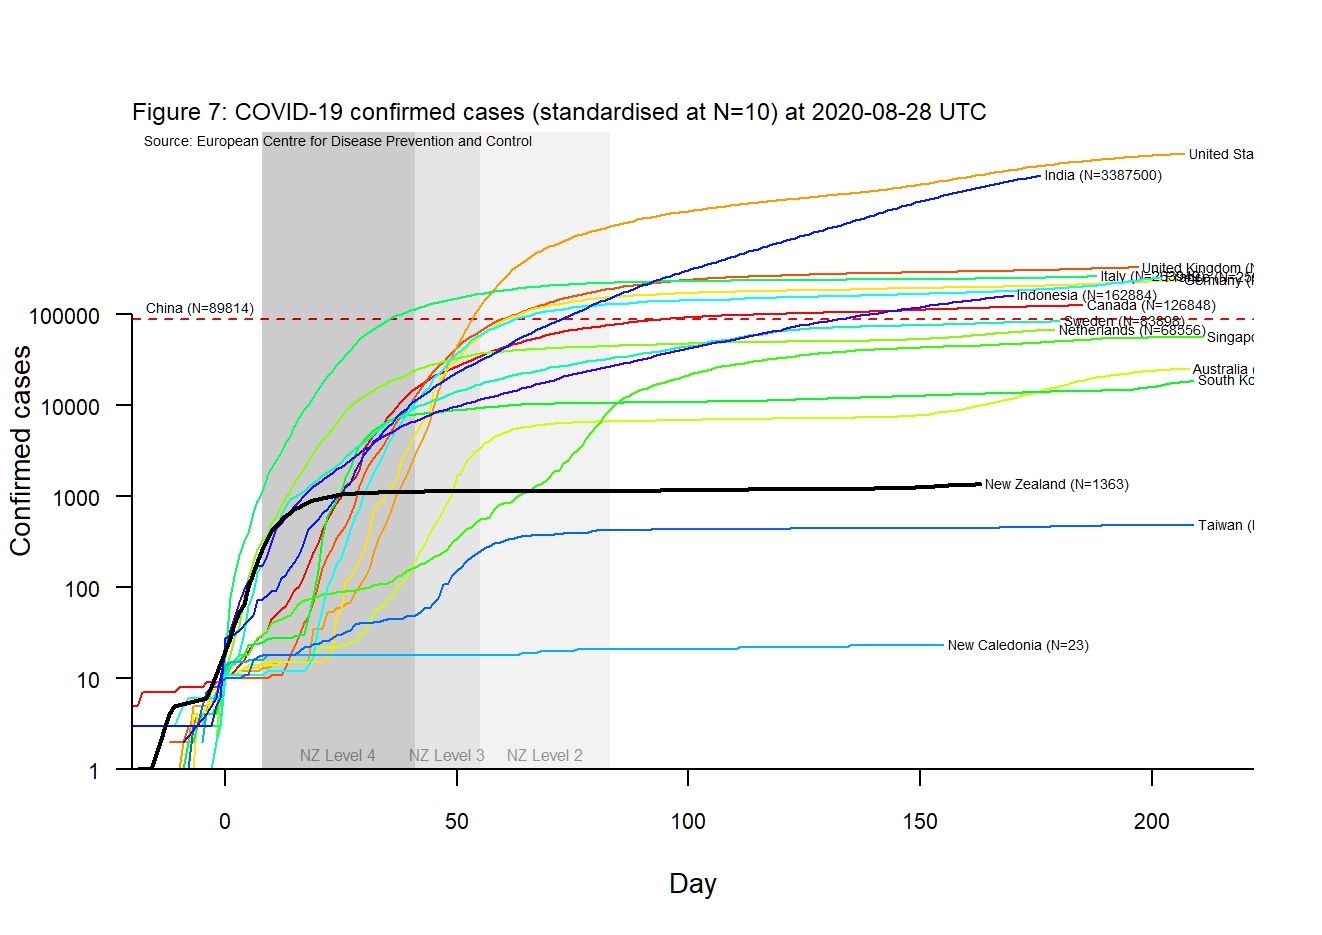 Figure 7: COVID-19 confirmed cases (standardised at N=10) at 2020-08-28 UTC
Source: European Centre for Disease Prevention and Control
United Sta
India (N=3387500)
United Kingdom (N
Italy
Germany (
Indonesia (N=162884)
China (N=89814)
Canada (N=126848)
100000
Sweden (N=83898)
Netherlands (N=68556)
Singapo
Australia (
South Ko
10000
Confirmed cases
1000
New Zealand (N=1363)
Taiwan (
100
New Caledonia (N=23)
10
NZ Level 4 NZ Level 3 NZ Level 2
1
0 50 100 150 200
Day